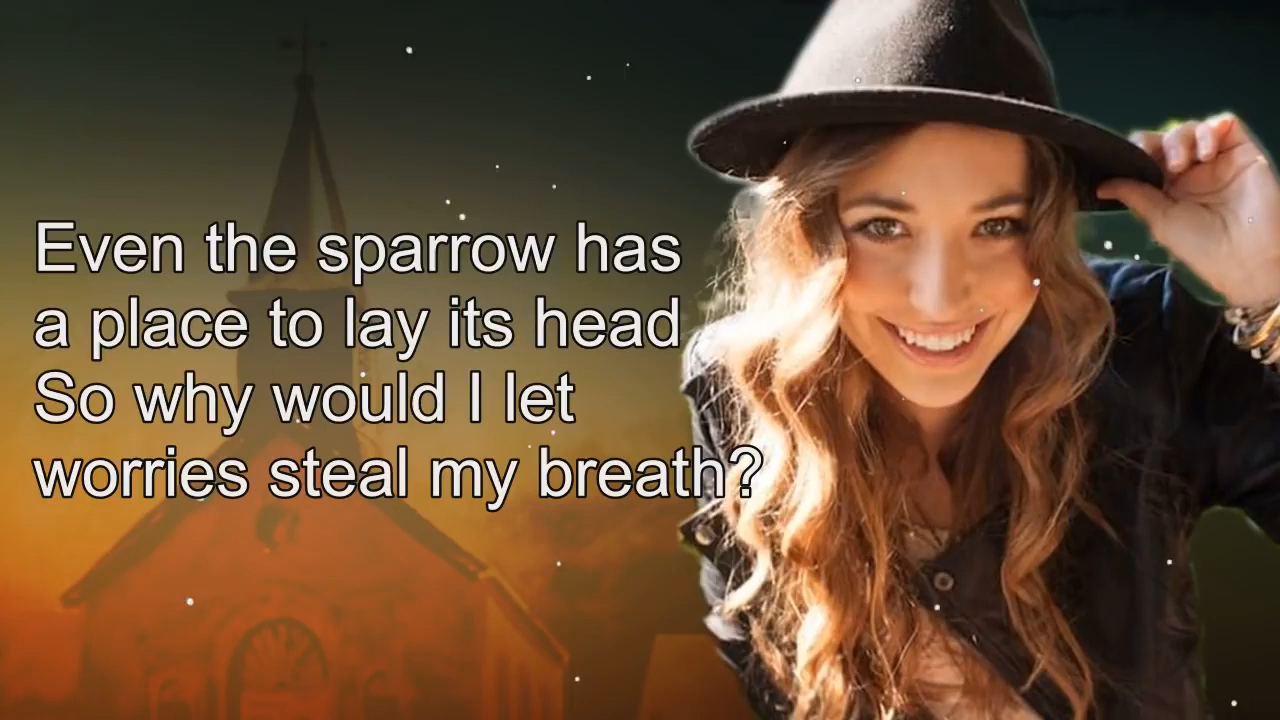 Even the sparrow has
a place to lay its head
So why would I let
worries steal my breath?